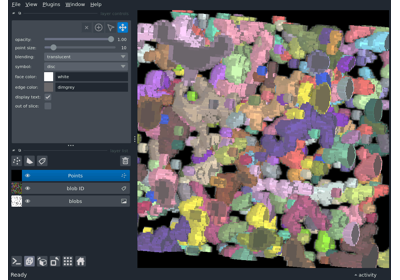 File View Plugins Window Help
opacity: 1.00
point size: 10
blending: translucent
symbol: disc
face color: white
edge color: dimgrey
display text:
out of slice:
Points
blob ID
blobs
Ready
activity